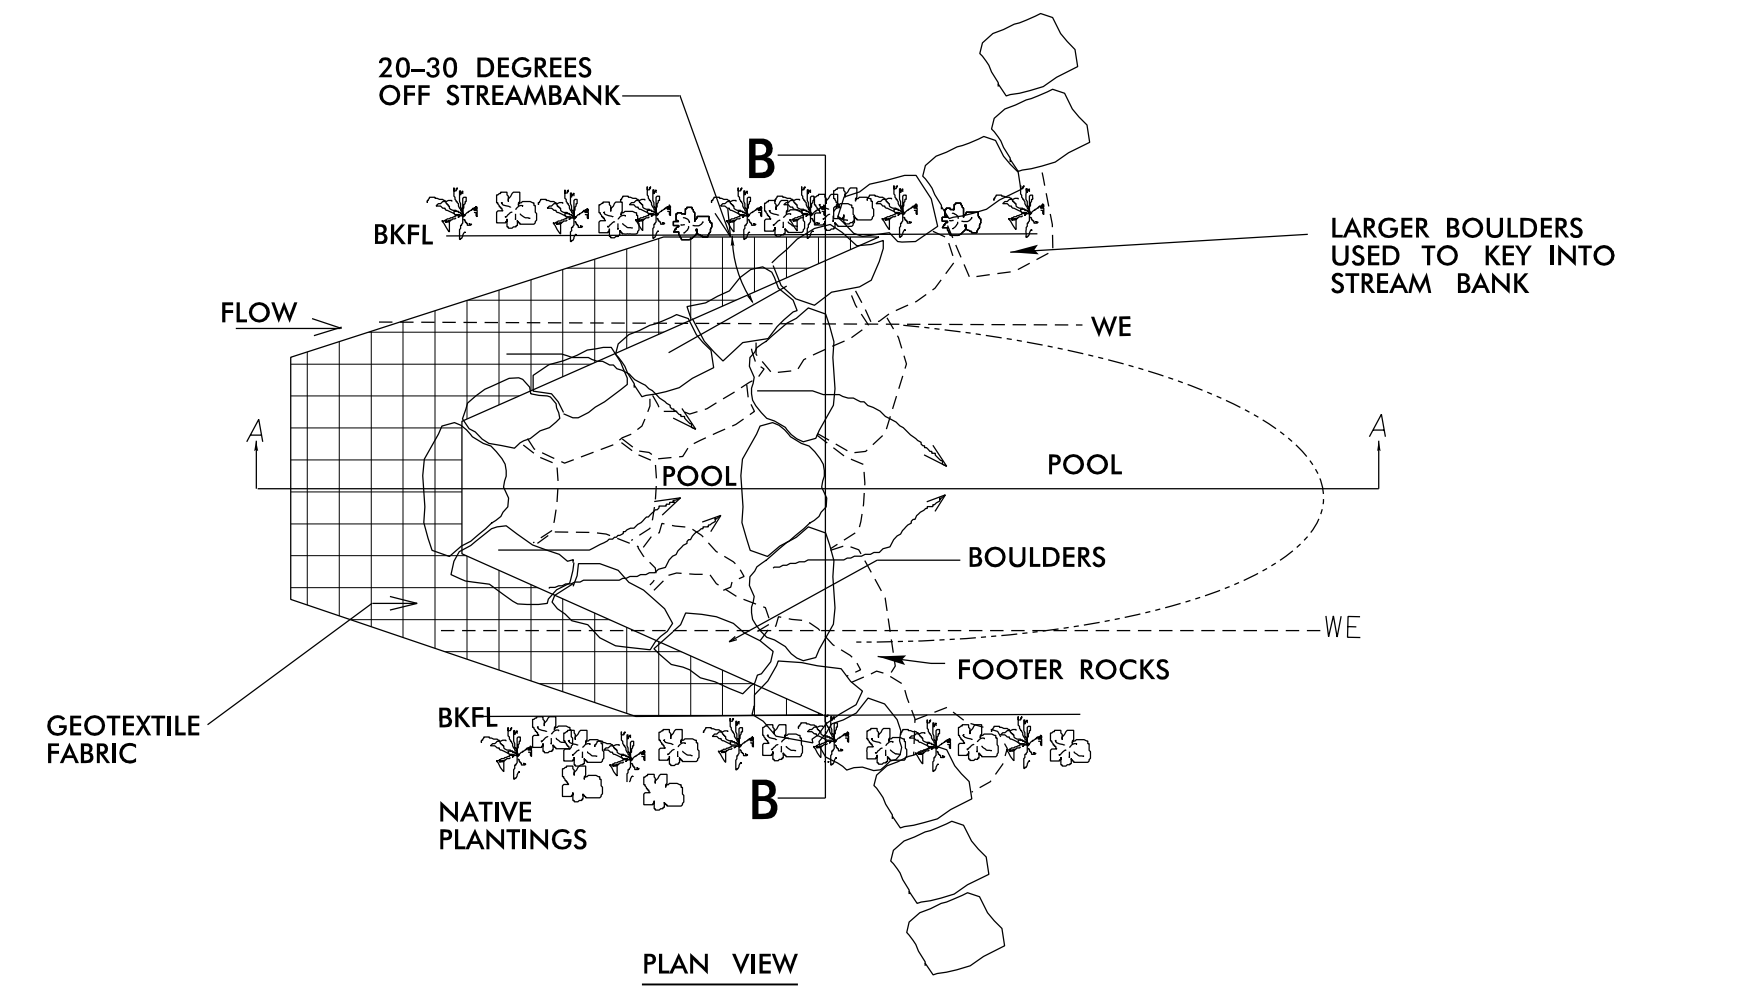 20–30 DEGREES
OFF STREAMBANK
B
BKFL
LARGER BOULDERS
USED TO KEY INTO
STREAM BANK
FLOW
WE
A
A
POOL
POOL
BOULDERS
WE
FOOTER ROCKS
GEOTEXTILE
FABRIC
BKFL
B
NATIVE
PLANTINGS
PLAN VIEW